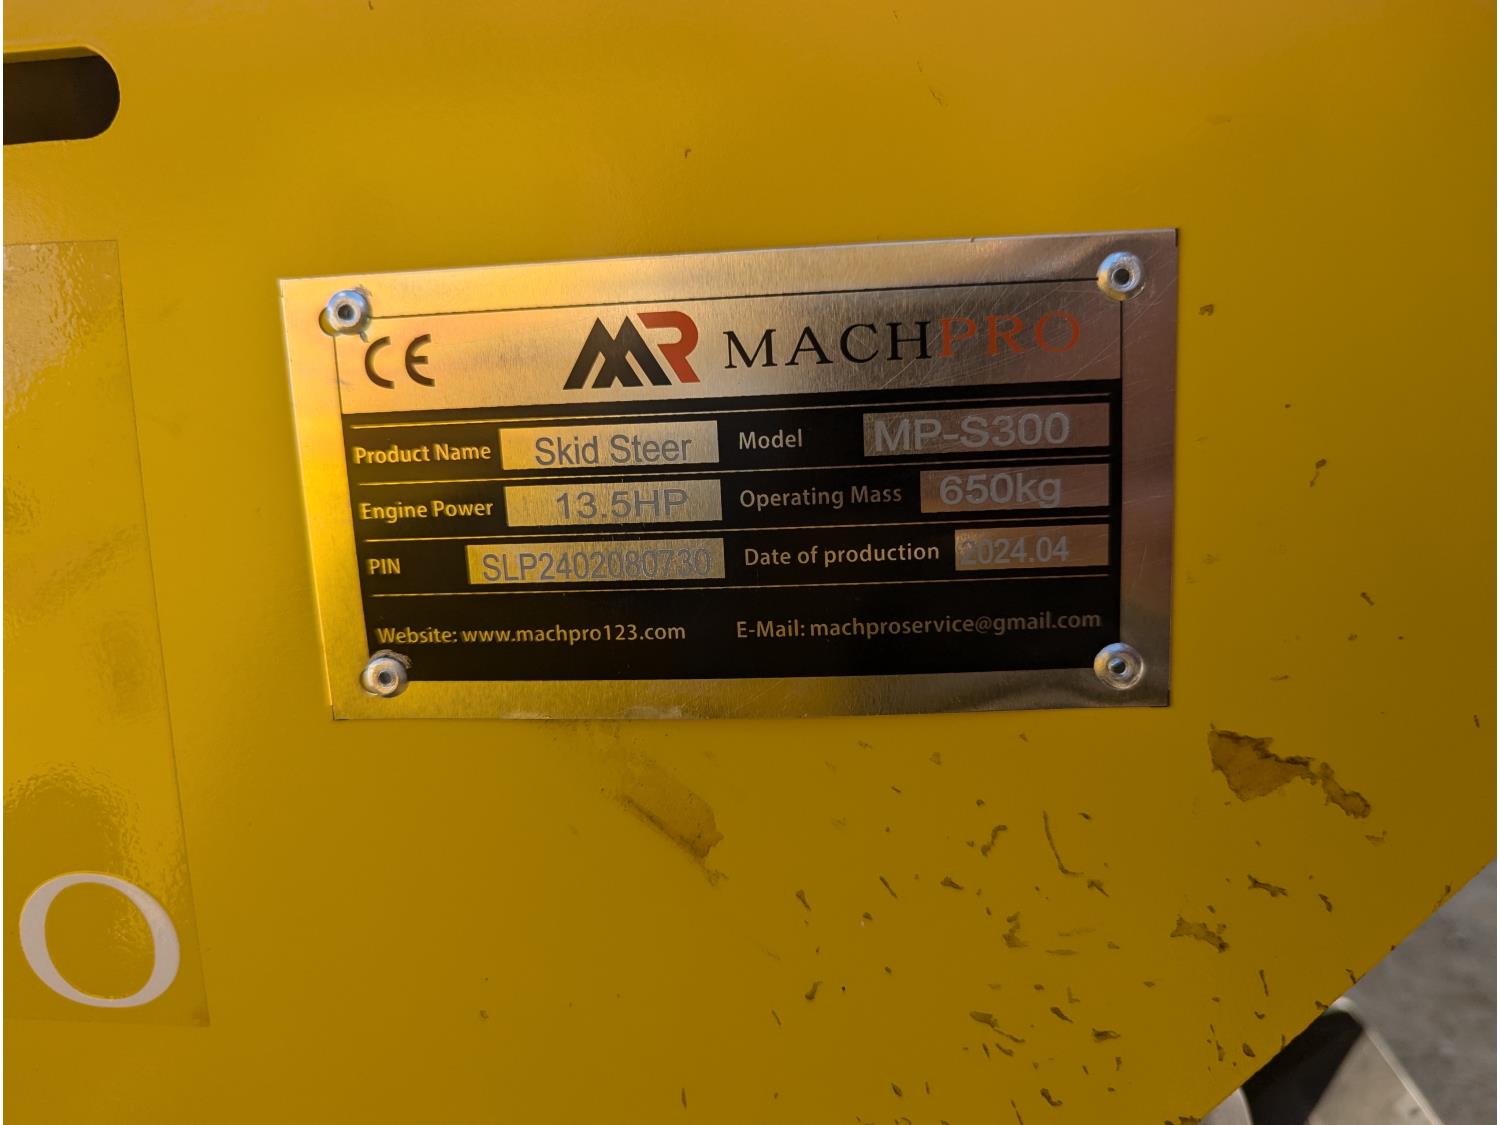 CE MR MACHPRO
Product Name Skid Steer Model MP-S300
Engine Power 13.5HP Operating Mass 650kg
PIN SLP2402080730 Date of production 2024.04
Website: www.machpro123.com E-Mail: machproservice@gmail.com
O